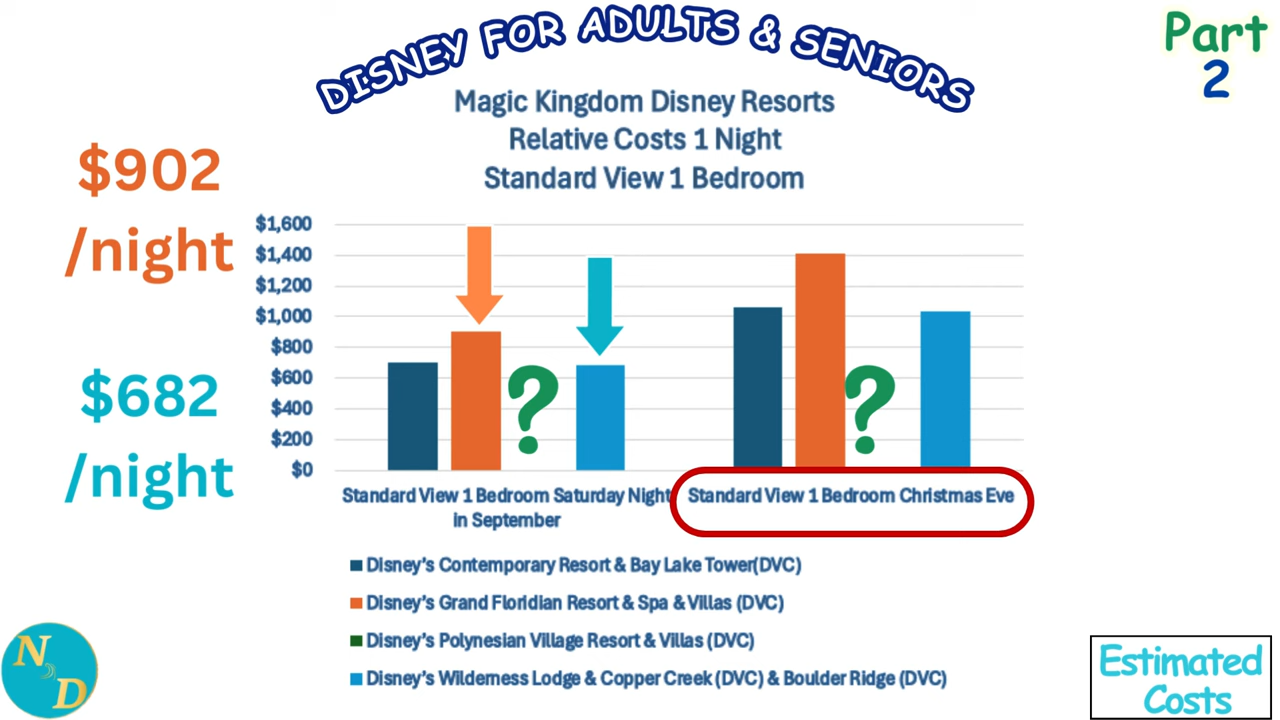 DISNEY FOR ADULTS & SENIORS
Part
2
Magic Kingdom Disney Resorts
Relative Costs 1 Night
Standard View 1 Bedroom
$902
/night
$682
/night
$1,600
$1,400
$1,200
$1,000
$800
$600
$400
$200
$0
?
?
Standard View 1 Bedroom Saturday Night
in September
Standard View 1 Bedroom Christmas Eve
Disney's Contemporary Resort & Bay Lake Tower(DVC)
Disney's Grand Floridian Resort & Spa & Villas (DVC)
Disney's Polynesian Village Resort & Villas (DVC)
Disney's Wilderness Lodge & Copper Creek (DVC) & Boulder Ridge (DVC)
N
D
Estimated
Costs